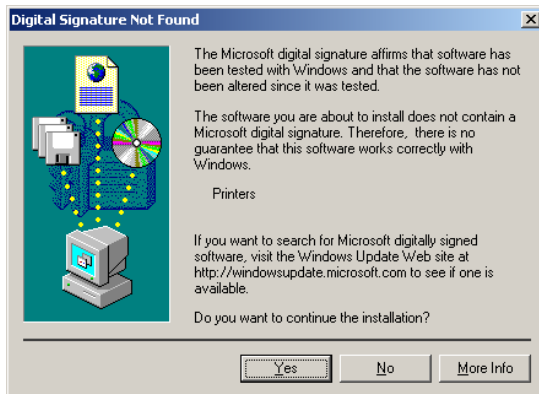 Digital Signature Not Found
The Microsoft digital signature affirms that software has
been tested with Windows and that the software has not
been altered since it was tested.
The software you are about to install does not contain a
Microsoft digital signature. Therefore, there is no
guarantee that this software works correctly with
Windows.
Printers
If you want to search for Microsoft digitally signed
software, visit the Windows Update Web site at
http://windowsupdate.microsoft.com to see if one is
available.
Do you want to continue the installation?
Yes No More Info